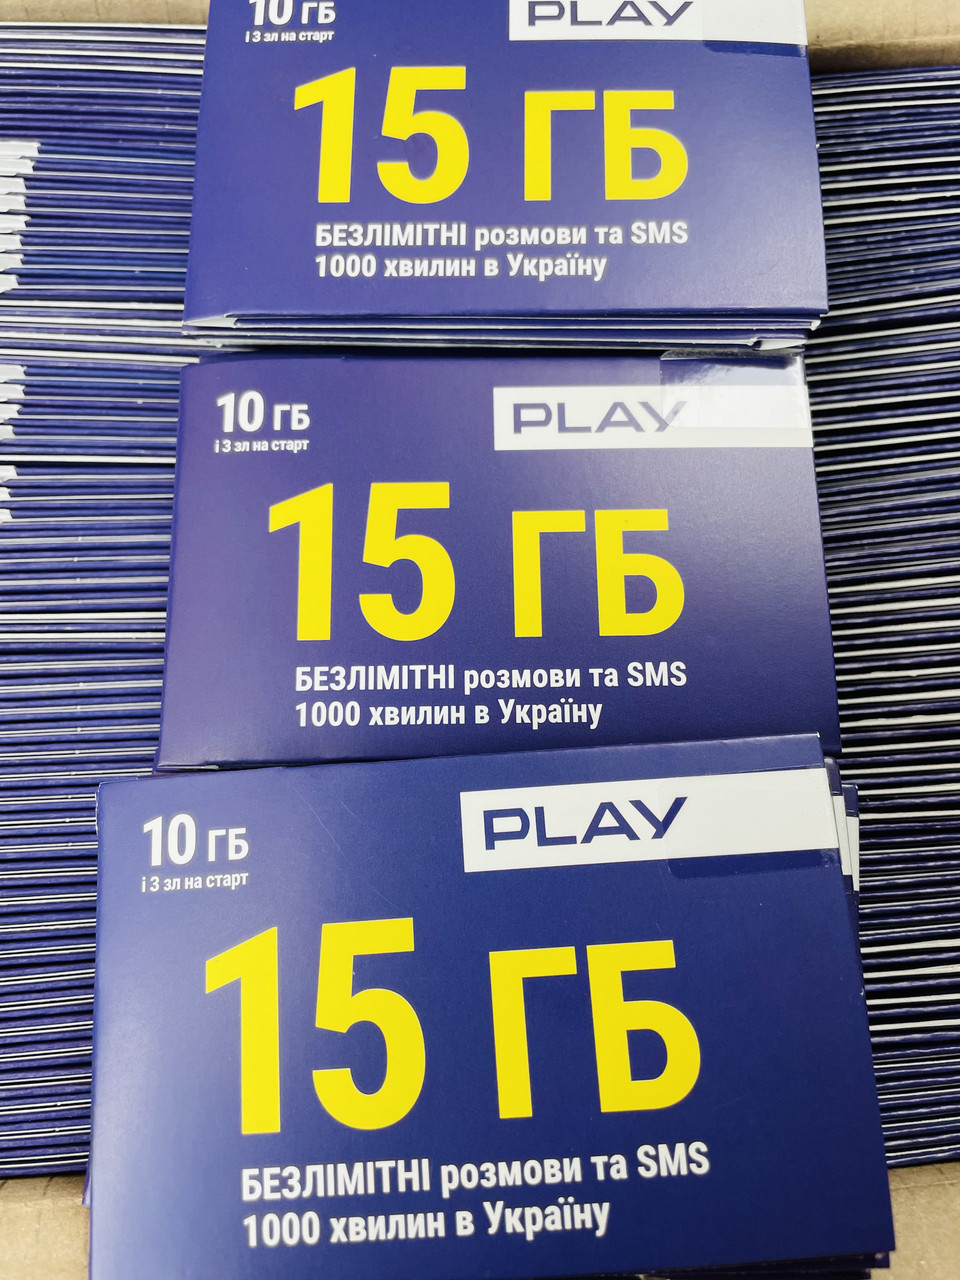 10 ГБ
і 3 зл на старт
PLAY
15 ГБ
БЕЗЛІМІТНІ розмови та SMS
1000 хвилин в Україну
10 ГБ
і 3 зл на старт
PLAY
15 ГБ
БЕЗЛІМІТНІ розмови та SMS
1000 хвилин в Україну
10 ГБ
і 3 зл на старт
PLAY
15 ГБ
БЕЗЛІМІТНІ розмови та SMS
1000 хвилин в Україну